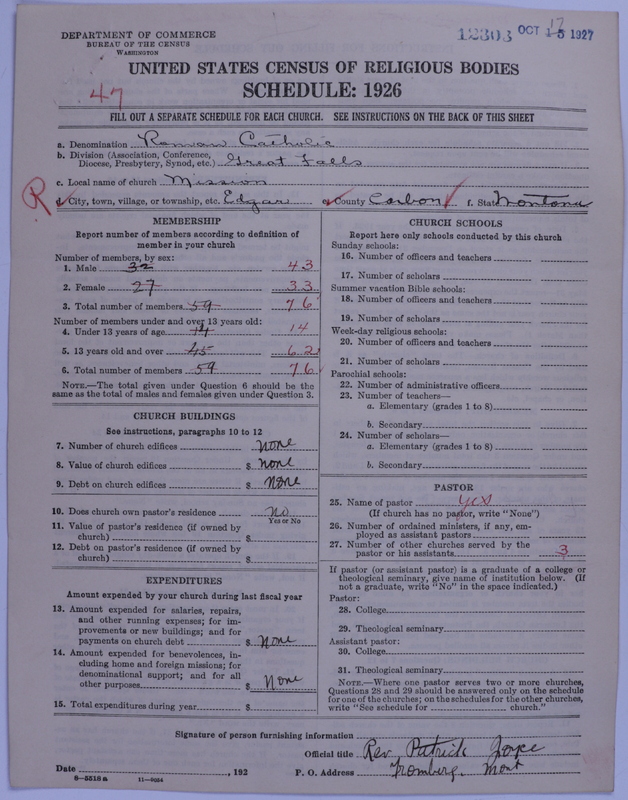 DEPARTMENT OF COMMERCE
BUREAU OF THE CENSUS
WASHINGTON
12303 OCT 15 1927
17
UNITED STATES CENSUS OF RELIGIOUS BODIES
47
SCHEDULE: 1926
FILL OUT A SEPARATE SCHEDULE FOR EACH CHURCH. SEE INSTRUCTIONS ON THE BACK OF THIS SHEET
a. Denomination Roman Catholic
b. Division (Association, Conference,
Diocese, Presbytery, Synod, etc.) Great Falls
c. Local name of church Mission
R d. City, town, village, or township, etc. Edgar e. County Carbon f. State Montana
MEMBERSHIP
Report number of members according to definition of
member in your church
Number of members, by sex:
1. Male 32 43
2. Female 27 33
3. Total number of members 59 76
Number of members under and over 13 years old:
4. Under 13 years of age 14 14
5. 13 years old and over 45 62
6. Total number of members 59 76
NOTE.—The total given under Question 6 should be
same as the total of males and females given under Question 3.
CHURCH BUILDINGS
See instructions, paragraphs 10 to 12
7. Number of church edifices none
8. Value of church edifices $ none
9. Debt on church edifices $ none
10. Does church own pastor's residence no
Yes or No
11. Value of pastor's residence (if owned by
church) $
12. Debt on pastor's residence (if owned by
church) $
EXPENDITURES
Amount expended by your church during last fiscal year
13. Amount expended for salaries, repairs,
and other running expenses; for im-
provements or new buildings; and for
payments on church debt $ none
14. Amount expended for benevolences, in-
cluding home and foreign missions; for
denominational support; and for all
other purposes $ none
15. Total expenditures during year $
CHURCH SCHOOLS
Report here only schools conducted by this church
Sunday schools:
16. Number of officers and teachers
17. Number of scholars
Summer vacation Bible schools:
18. Number of officers and teachers
19. Number of scholars
Week-day religious schools:
20. Number of officers and teachers
21. Number of scholars
Parochial schools:
22. Number of administrative officers
23. Number of teachers—
a. Elementary (grades 1 to 8)
b. Secondary
24. Number of scholars—
a. Elementary (grades 1 to 8)
b. Secondary
PASTOR
25. Name of pastor yes
(If church has no pastor, write "None")
26. Number of ordained ministers, if any, em-
ployed as assistant pastors
27. Number of other churches served by the
pastor or his assistants 3
If pastor (or assistant pastor) is a graduate of a college or
theological seminary, give name of institution below. (If
not a graduate, write "No" in the space indicated.)
Pastor:
28. College
29. Theological seminary
Assistant pastor:
30. College
31. Theological seminary
NOTE.—Where one pastor serves two or more churches,
Questions 28 and 29 should be answered only on the schedule
for one of the churches; on the schedules for the other churches,
write "See schedule for church."
Signature of person furnishing information
Official title Rev Patrick Joyce
Date , 192 P. O. Address Fromberg, Mont
8—5518a 11—9054